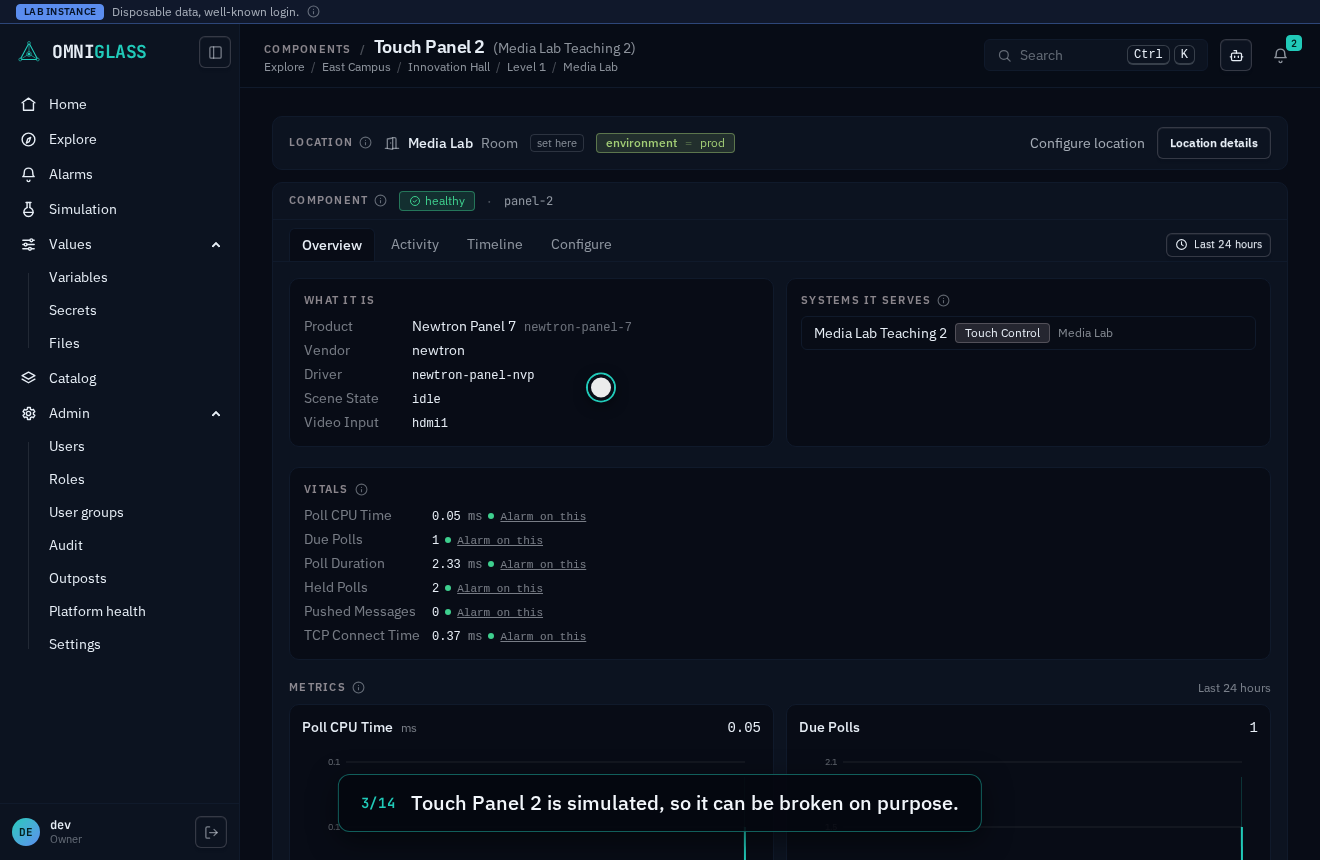 LAB INSTANCE Disposable data, well-known login.
OMNIGLASS
Home
Explore
Alarms
Simulation
Values
Variables
Secrets
Files
Catalog
Admin
Users
Roles
User groups
Audit
Outposts
Platform health
Settings
DE dev
Owner
COMPONENTS / Touch Panel 2 (Media Lab Teaching 2)
Explore / East Campus / Innovation Hall / Level 1 / Media Lab
Search Ctrl K
2
LOCATION Media Lab Room set here environment = prod Configure location Location details
COMPONENT healthy · panel-2
Overview Activity Timeline Configure Last 24 hours
WHAT IT IS
Product Newtron Panel 7 newtron-panel-7
Vendor newtron
Driver newtron-panel-nvp
Scene State idle
Video Input hdmi1
SYSTEMS IT SERVES
Media Lab Teaching 2 Touch Control Media Lab
VITALS
Poll CPU Time 0.05 ms Alarm on this
Due Polls 1 Alarm on this
Poll Duration 2.33 ms Alarm on this
Held Polls 2 Alarm on this
Pushed Messages 0 Alarm on this
TCP Connect Time 0.37 ms Alarm on this
METRICS Last 24 hours
Poll CPU Time ms 0.05
0.1
0.1
Due Polls 1
2.1
3/14 Touch Panel 2 is simulated, so it can be broken on purpose.